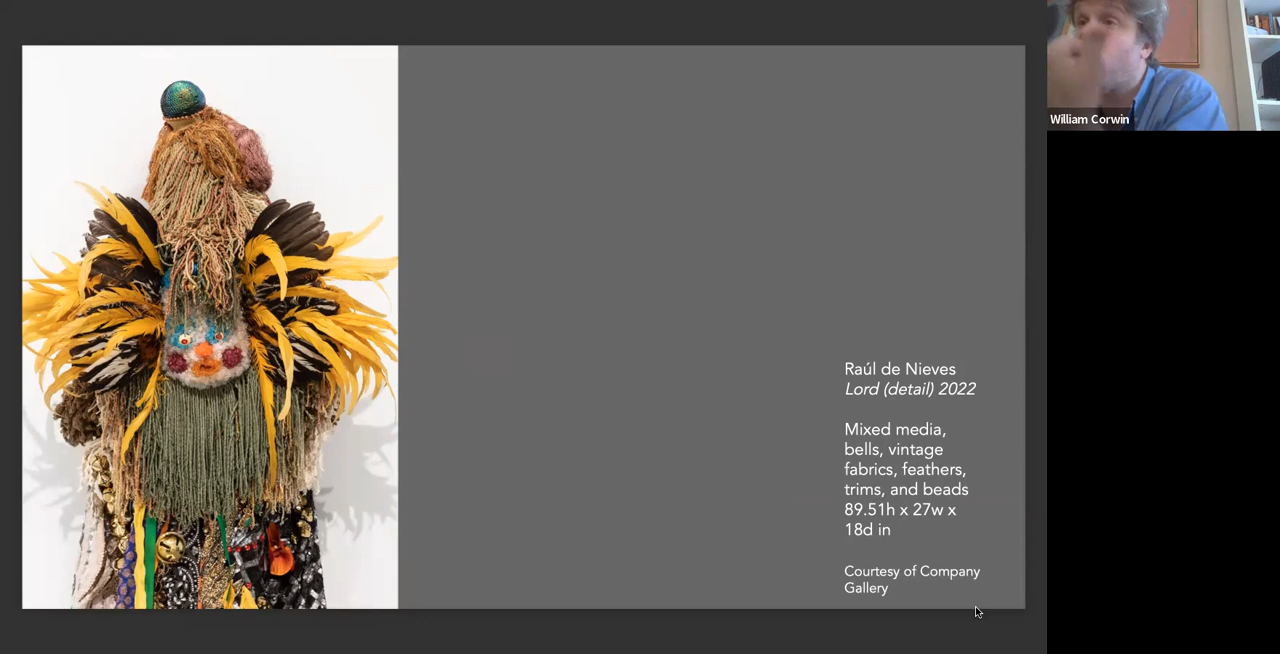 William Corwin
Raúl de Nieves
Lord (detail) 2022
Mixed media,
bells, vintage
fabrics, feathers,
trims, and beads
89.51h x 27w x
18d in
Courtesy of Company
Gallery